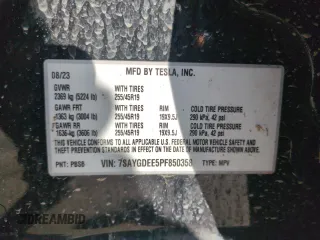 08/23 MFD BY TESLA, INC.
GVWR WITH TIRES
2369 kg (5224 lb) 255/45R19
GAWR FRT WITH TIRES RIM COLD TIRE PRESSURE
1363 kg (3004 lb) 255/45R19 19X9.5J 290 kPa, 42 psi
GAWR RR WITH TIRES RIM COLD TIRE PRESSURE
1636 kg (3606 lb) 255/45R19 19X9.5J 290 kPa, 42 psi
THIS VEHICLE CONFORMS TO ALL APPLICABLE U.S. FEDERAL MOTOR
VEHICLE SAFETY, BUMPER AND THEFT PREVENTION STANDARDS IN EFFECT
ON THE DATE OF MANUFACTURE SHOWN ABOVE.
PNT: PBSB VIN: 7SAYGDEE5PF850358 TYPE: MPV
DREAMBID